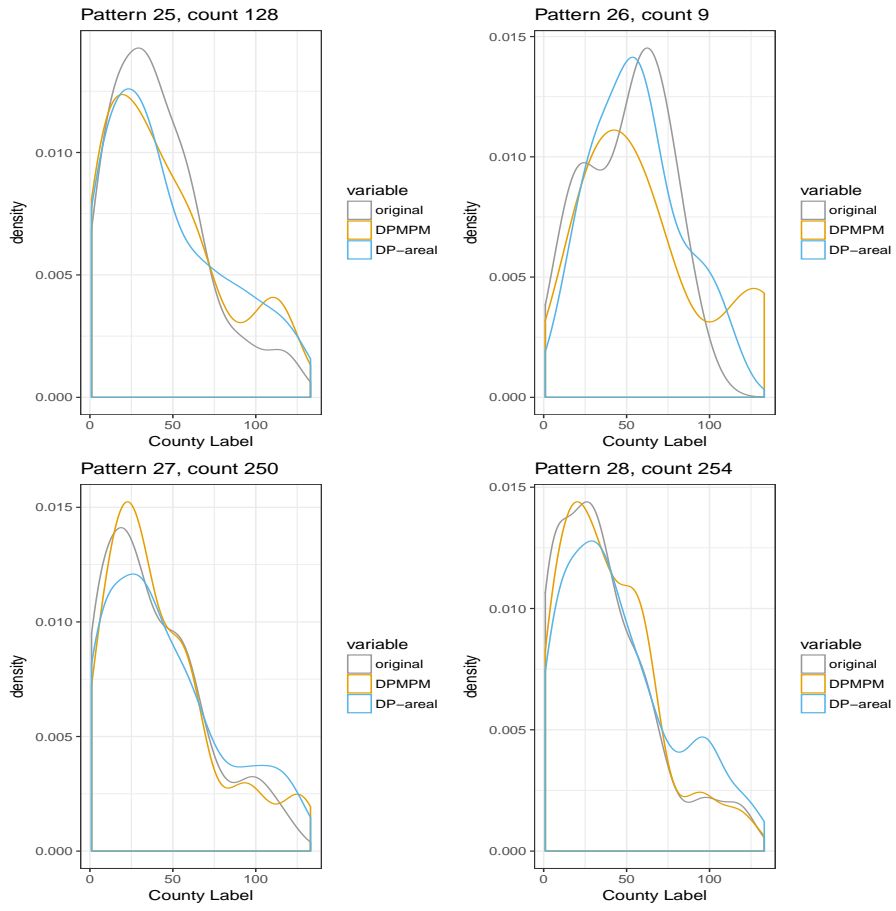 Pattern 25, count 128
0.010
0.005
0.000
0
50
100
County Label
density
variable
original
DPMPM
DP−areal
Pattern 26, count 9
0.015
0.010
0.005
0.000
0
50
100
County Label
density
variable
original
DPMPM
DP−areal
Pattern 27, count 250
0.015
0.010
0.005
0.000
0
50
100
County Label
density
variable
original
DPMPM
DP−areal
Pattern 28, count 254
0.015
0.010
0.005
0.000
0
50
100
County Label
density
variable
original
DPMPM
DP−areal